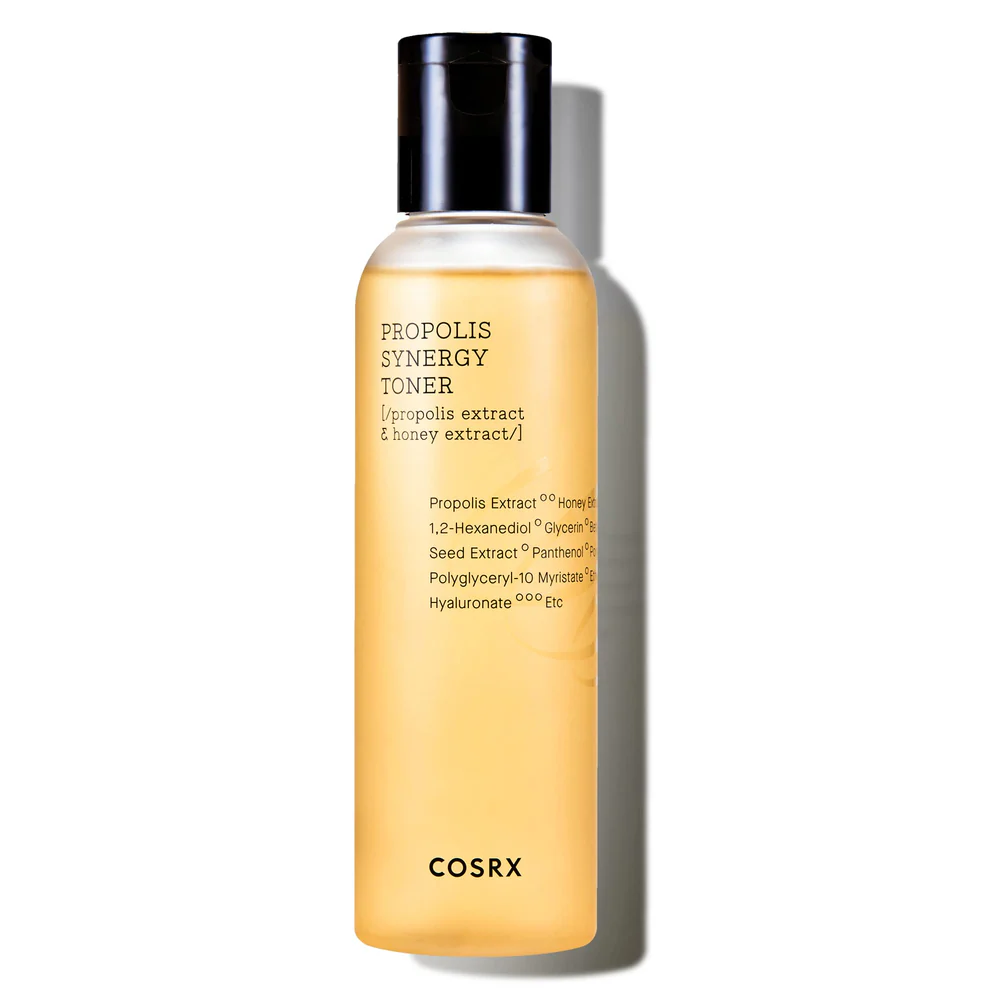 PROPOLIS
SYNERGY
TONER
[/propolis extract
& honey extract/]
Propolis Extract °° Honey
1,2-Hexanediol ° Glycerin °
Seed Extract ° Panthenol °
Polyglyceryl-10 Myristate °
Hyaluronate °°° Etc
COSRX